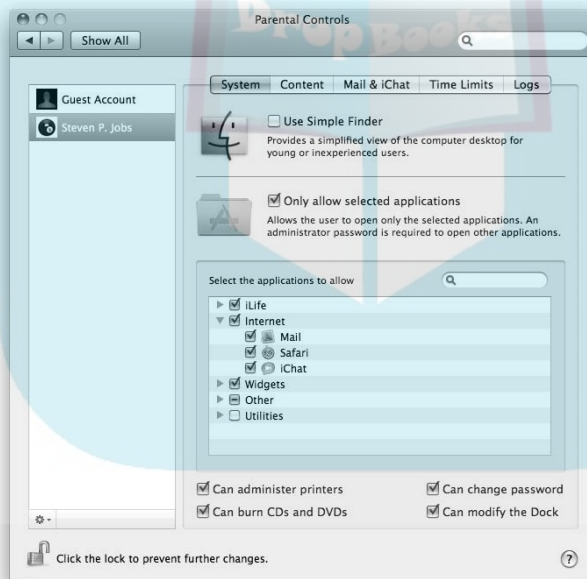 Parental Controls
Show All
Drop Books
System Content Mail & iChat Time Limits Logs
Guest Account
Steven P. Jobs
Use Simple Finder
Provides a simplified view of the computer desktop for
young or inexperienced users.
Only allow selected applications
Allows the user to open only the selected applications. An
administrator password is required to open other applications.
Select the applications to allow
iLife
Internet
Mail
Safari
iChat
Widgets
Other
Utilities
Can administer printers Can change password
Can burn CDs and DVDs Can modify the Dock
Click the lock to prevent further changes. ?